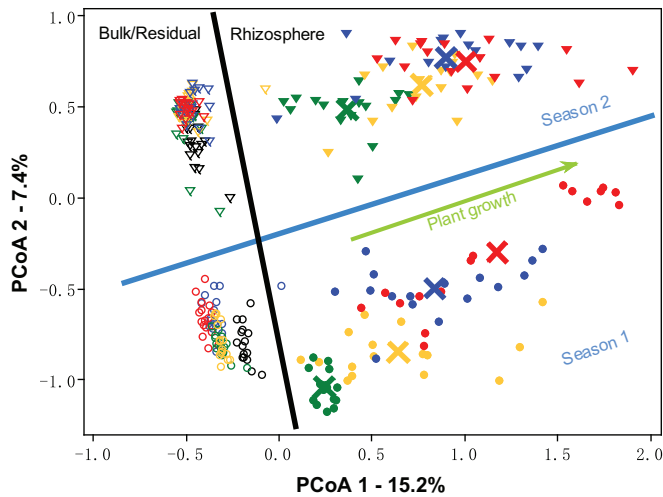 1.0
Bulk/Residual Rhizosphere
Season 2
0.5
Plant growth
0.0
PCoA 2 - 7.4%
-0.5
Season 1
-1.0
-1.0 -0.5 0.0 0.5 1.0 1.5 2.0
PCoA 1 - 15.2%